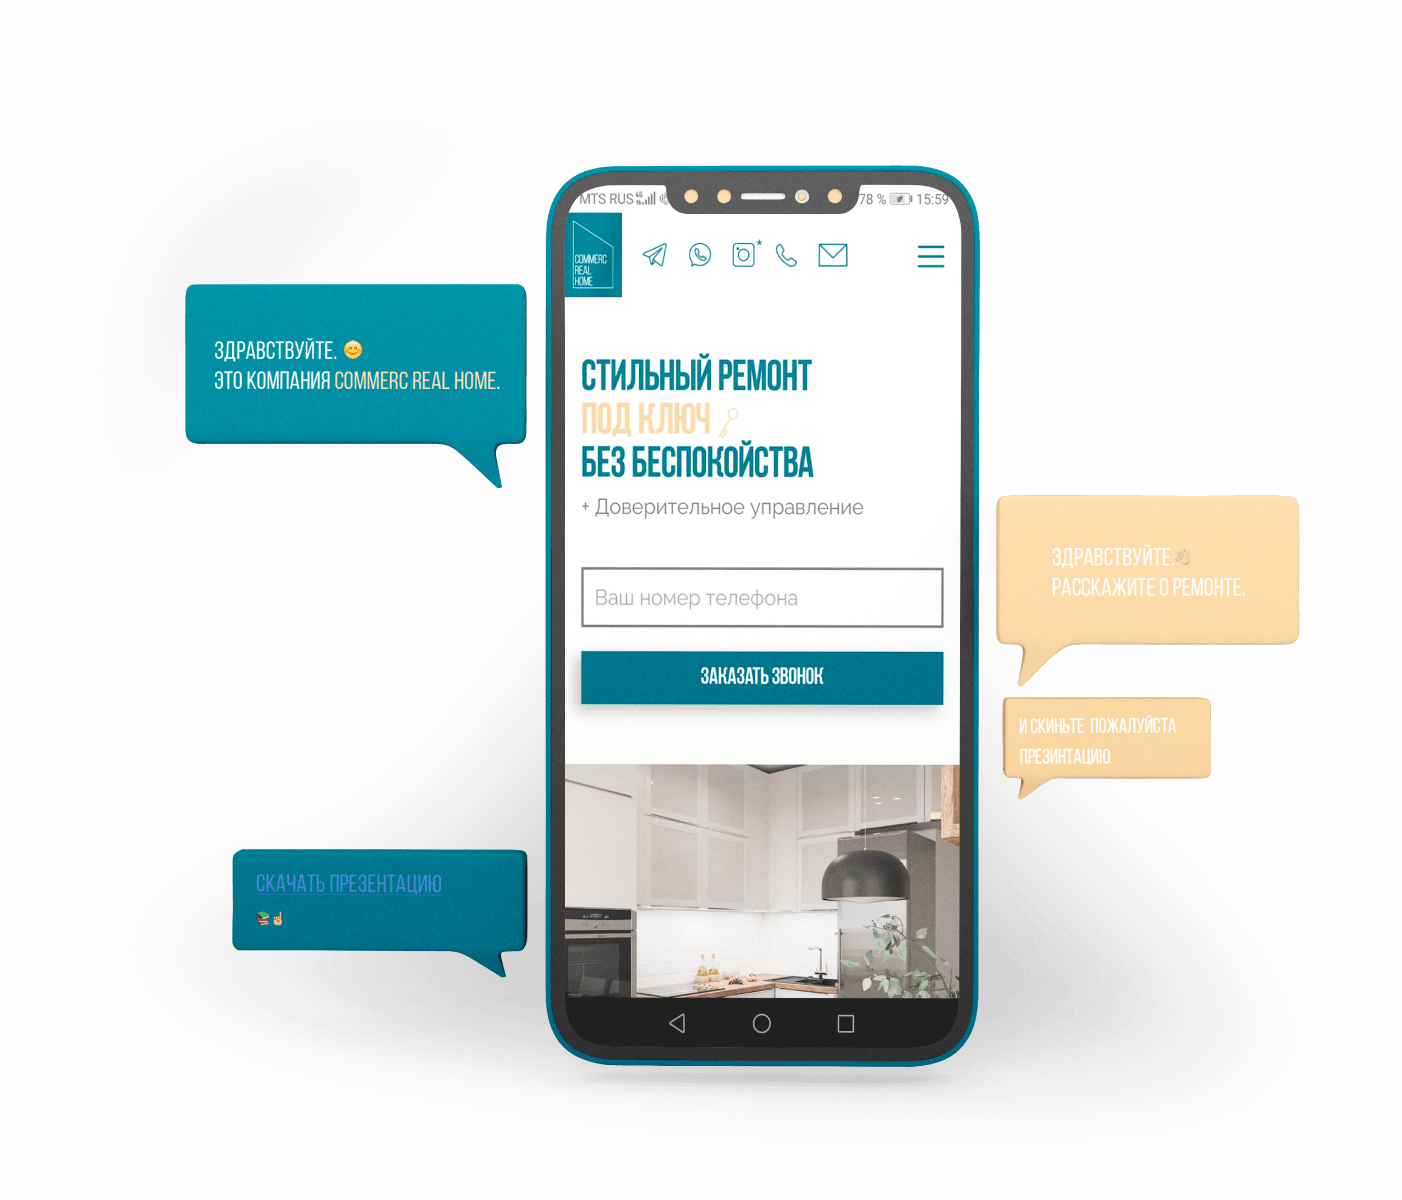 MTS RUS 4G 78 % 15:59
COMMERC
REAL
HOME
ЗДРАВСТВУЙТЕ. 😊
ЭТО КОМПАНИЯ COMMERC REAL HOME.
СТИЛЬНЫЙ РЕМОНТ
ПОД КЛЮЧ
БЕЗ БЕСПОКОЙСТВА
+ Доверительное управление
Ваш номер телефона
ЗАКАЗАТЬ ЗВОНОК
ЗДРАВСТВУЙТЕ.👋
РАССКАЖИТЕ О РЕМОНТЕ.
И СКИНЬТЕ ПОЖАЛУЙСТА
ПРЕЗИНТАЦИЮ
СКАЧАТЬ ПРЕЗЕНТАЦИЮ
📚☝